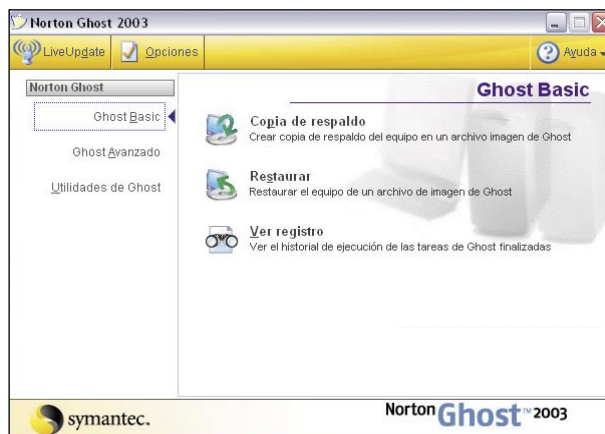 Norton Ghost 2003
LiveUpdate Opciones Ayuda
Norton Ghost
Ghost Basic
Ghost Avanzado
Utilidades de Ghost
Ghost Basic
Copia de respaldo
Crear copia de respaldo del equipo en un archivo imagen de Ghost
Restaurar
Restaurar el equipo de un archivo de imagen de Ghost
Ver registro
Ver el historial de ejecución de las tareas de Ghost finalizadas
symantec.
Norton Ghost™ 2003